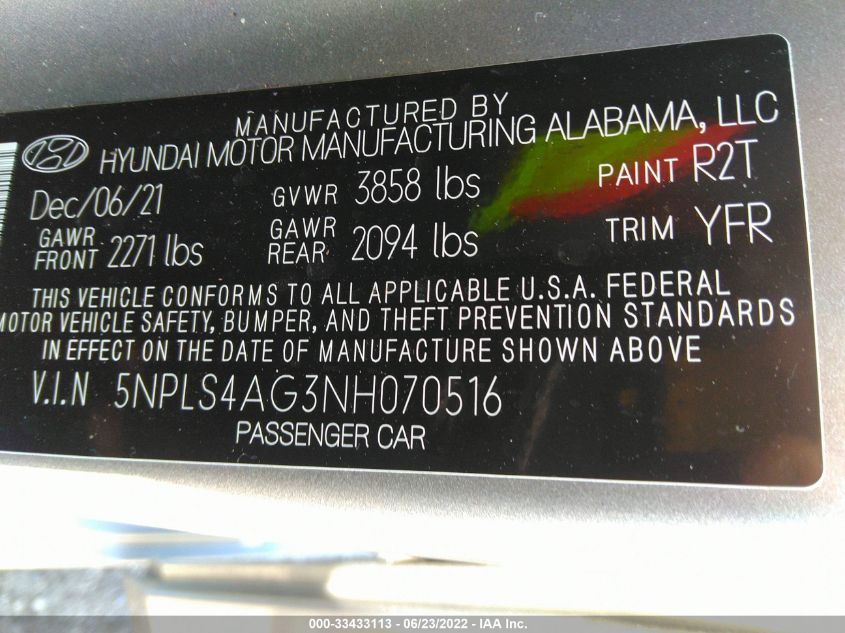 MANUFACTURED BY
HYUNDAI MOTOR MANUFACTURING ALABAMA, LLC
Dec/06/21 GVWR 3858 lbs PAINT R2T
GAWR FRONT 2271 lbs GAWR REAR 2094 lbs TRIM YFR
THIS VEHICLE CONFORMS TO ALL APPLICABLE U.S.A. FEDERAL
MOTOR VEHICLE SAFETY, BUMPER, AND THEFT PREVENTION STANDARDS
IN EFFECT ON THE DATE OF MANUFACTURE SHOWN ABOVE
V.I.N 5NPLS4AG3NH070516
PASSENGER CAR
000-33433113 - 06/23/2022 - IAA Inc.